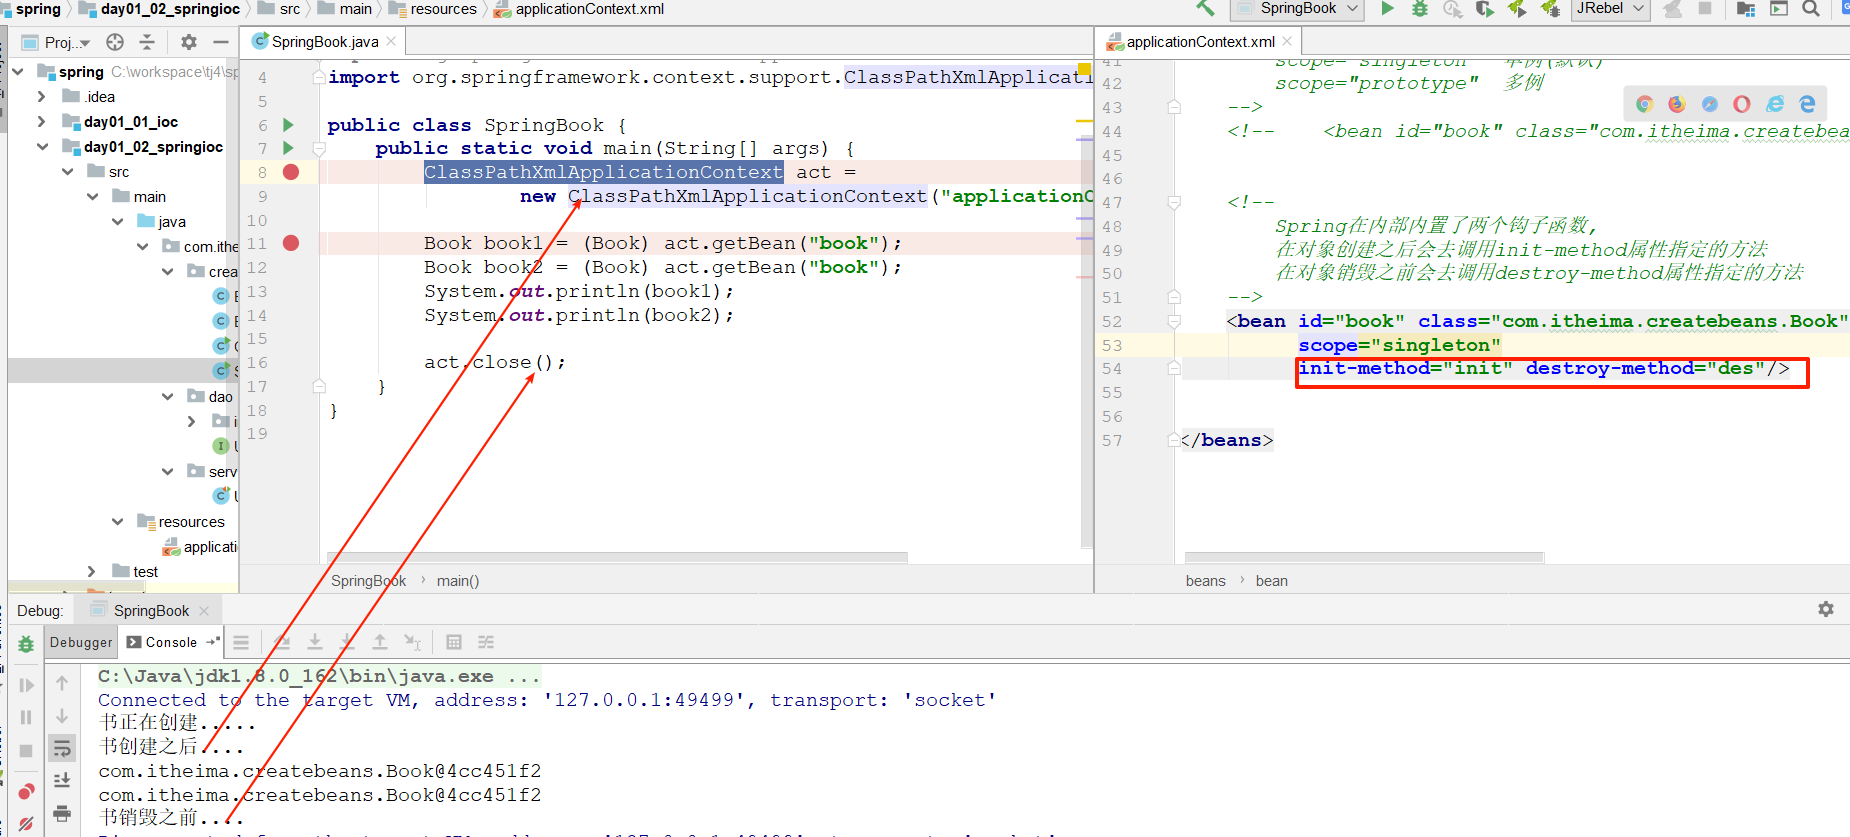 spring day01_02_springioc src main resources applicationContext.xml
SpringBook JRebel
Proj... SpringBook.java applicationContext.xml
spring C:\workspace\tj4\sp
.idea
day01_01_ioc
day01_02_springioc
src
main
java
com.ithe
crea
dao
i
serv
resources
applicati
test
4 import org.springframework.context.support.ClassPathXmlApplicati
5
6 public class SpringBook {
7 public static void main(String[] args) {
8 ClassPathXmlApplicationContext act =
9 new ClassPathXmlApplicationContext("applicationC
10
11 Book book1 = (Book) act.getBean("book");
12 Book book2 = (Book) act.getBean("book");
13 System.out.println(book1);
14 System.out.println(book2);
15
16 act.close();
17 }
18 }
19
SpringBook main()
41 scope="singleton" 单例(默认)
42 scope="prototype" 多例
43 -->
44 <!-- <bean id="book" class="com.itheima.createbea
45
46
47 <!--
48 Spring在内部内置了两个钩子函数,
49 在对象创建之后会去调用init-method属性指定的方法
50 在对象销毁之前会去调用destroy-method属性指定的方法
51 -->
52 <bean id="book" class="com.itheima.createbeans.Book"
53 scope="singleton"
54 init-method="init" destroy-method="des"/>
55
56
57 </beans>
beans bean
Debug: SpringBook
Debugger Console
C:\Java\jdk1.8.0_162\bin\java.exe ...
Connected to the target VM, address: '127.0.0.1:49499', transport: 'socket'
书正在创建.....
书创建之后....
com.itheima.createbeans.Book@4cc451f2
com.itheima.createbeans.Book@4cc451f2
书销毁之前....